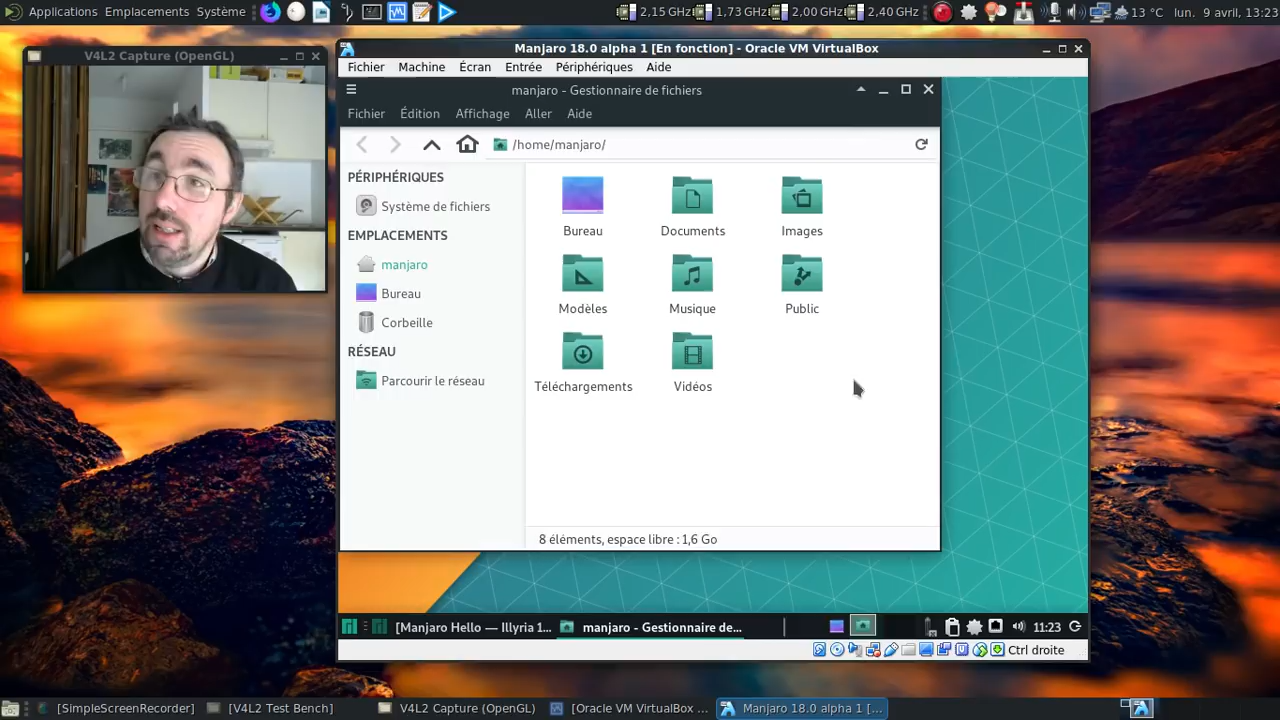 Applications Emplacements Système
2,15 GHz 1,73 GHz 2,00 GHz 2,40 GHz 13 °C lun. 9 avril, 13:23
V4L2 Capture (OpenGL)
Manjaro 18.0 alpha 1 [En fonction] - Oracle VM VirtualBox
Fichier Machine Écran Entrée Périphériques Aide
manjaro - Gestionnaire de fichiers
Fichier Édition Affichage Aller Aide
/home/manjaro/
PÉRIPHÉRIQUES
Système de fichiers
EMPLACEMENTS
manjaro
Bureau
Corbeille
RÉSEAU
Parcourir le réseau
Bureau Documents Images
Modèles Musique Public
Téléchargements Vidéos
8 éléments, espace libre : 1,6 Go
[Manjaro Hello — Illyria 1... manjaro - Gestionnaire de... 11:23
Ctrl droite
[SimpleScreenRecorder] [V4L2 Test Bench] V4L2 Capture (OpenGL) [Oracle VM VirtualBox ... Manjaro 18.0 alpha 1 [...